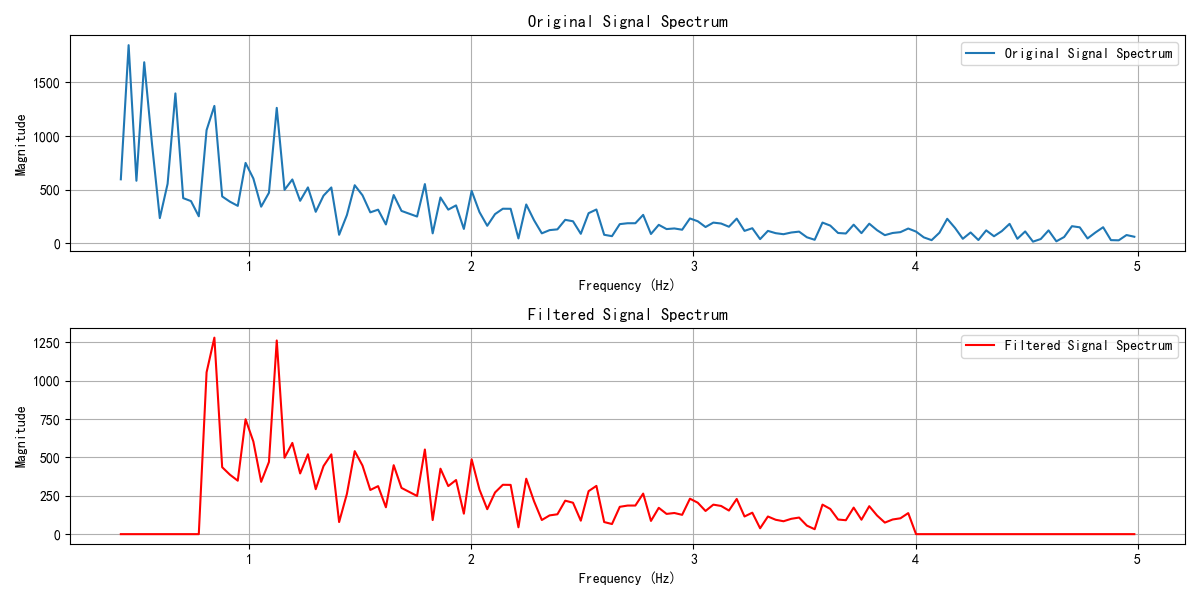 Original Signal Spectrum
Original Signal Spectrum
Magnitude
1500
1000
500
0
1 2 3 4 5
Frequency (Hz)
Filtered Signal Spectrum
Filtered Signal Spectrum
Magnitude
1250
1000
750
500
250
0
1 2 3 4 5
Frequency (Hz)